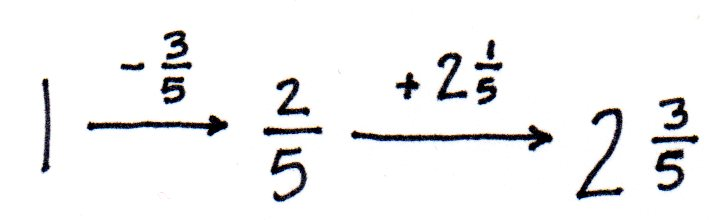 1 - 3/5 → 2/5 + 2 1/5 → 2 3/5